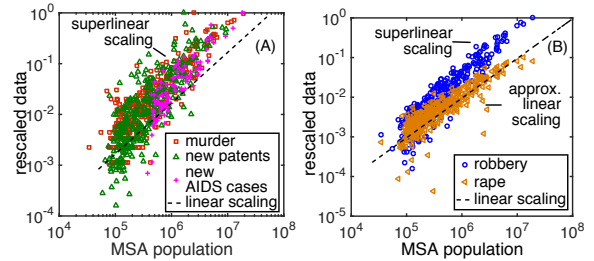 10^0
10^-1
10^-2
10^-3
10^-4
rescaled data
superlinear
scaling
(A)
murder
new patents
new
AIDS cases
linear scaling
10^4
10^5
10^6
10^7
10^8
MSA population
10^0
10^-1
10^-2
10^-3
10^-4
10^-5
rescaled data
superlinear
scaling
(B)
approx.
linear
scaling
robbery
rape
linear scaling
10^4
10^5
10^6
10^7
10^8
MSA population